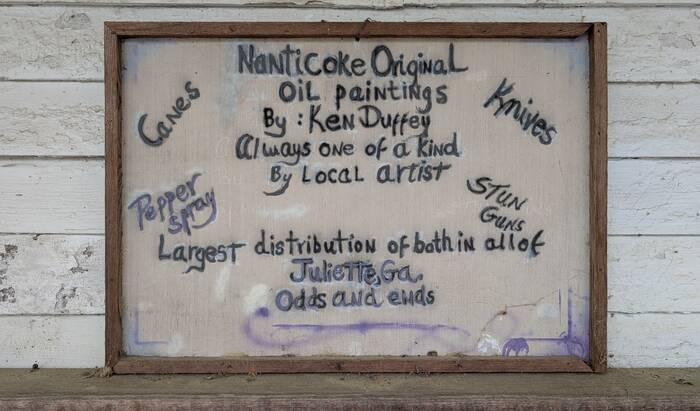 Nanticoke Original
Oil paintings
By : Ken Duffey
Always one of a kind
By Local artist
Canes
Knives
Pepper
spray
Stun
Guns
Largest distribution of both in all of
Juliette, Ga.
Odds and ends